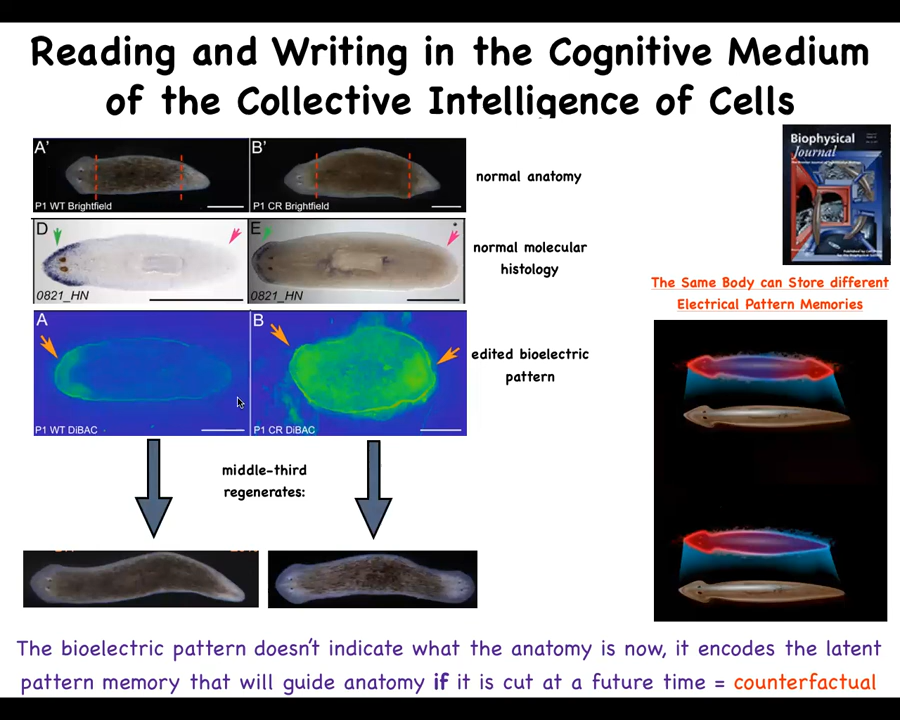 Reading and Writing in the Cognitive Medium
of the Collective Intelligence of Cells
A'
P1 WT Brightfield
B'
P1 CR Brightfield
normal anatomy
D
0821_HN
E
*
0821_HN
normal molecular
histology
A
P1 WT DiBAC
B
P1 CR DiBAC
edited bioelectric
pattern
middle-third
regenerates:
Biophysical
Journal
The Same Body can Store different
Electrical Pattern Memories
The bioelectric pattern doesn't indicate what the anatomy is now, it encodes the latent
pattern memory that will guide anatomy if it is cut at a future time = counterfactual